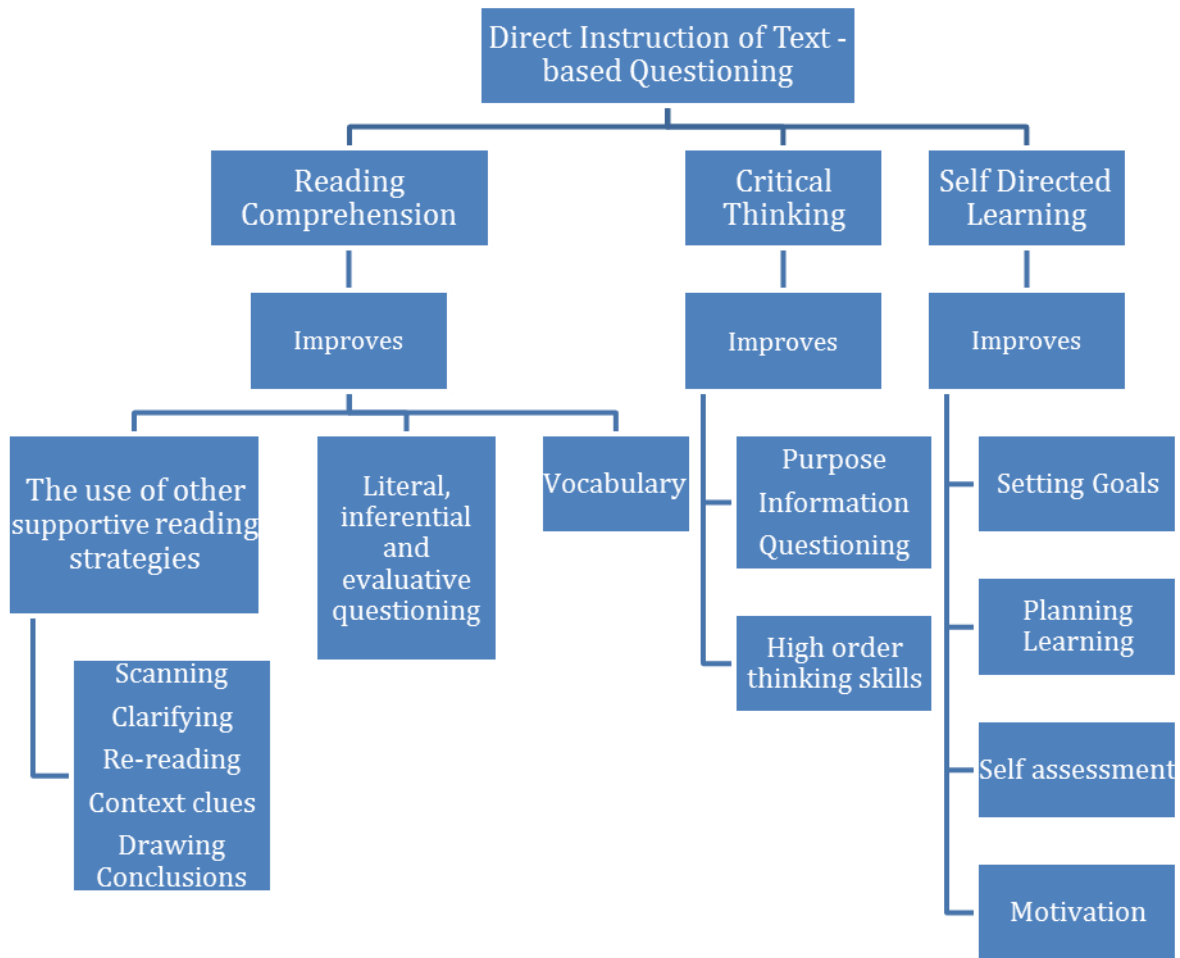 Direct Instruction of Text -
based Questioning
Reading
Comprehension
Critical
Thinking
Self Directed
Learning
Improves
Improves
Improves
The use of other
supportive reading
strategies
Literal,
inferential
and
evaluative
questioning
Vocabulary
Purpose
Information
Questioning
Setting Goals
High order
thinking skills
Planning
Learning
Scanning
Clarifying
Re-reading
Context clues
Drawing
Conclusions
Self assessment
Motivation